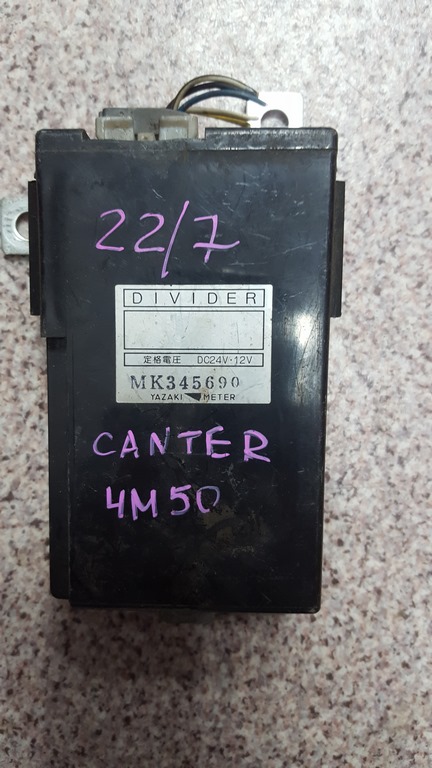 22/7
DIVIDER
定格電圧 DC24V・12V
MK345690
YAZAKI METER
CANTER
4M50